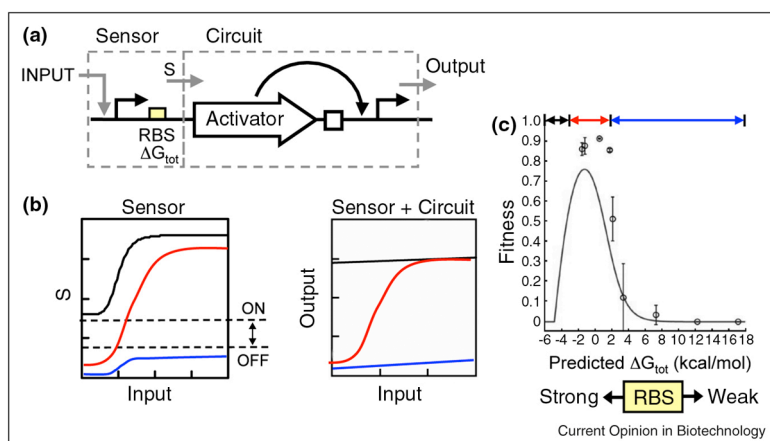 (a)
Sensor
Circuit
INPUT
S
Output
Activator
RBS
ΔGtot
(b)
Sensor
S
ON
OFF
Input
Sensor + Circuit
Output
Input
(c)
1.0
0.9
0.8
0.7
0.6
0.5
0.4
0.3
0.2
0.1
0
Fitness
-6 -4 -2 0 2 4 6 8 10 12 14 16 18
Predicted ΔGtot (kcal/mol)
Strong RBS Weak
Current Opinion in Biotechnology